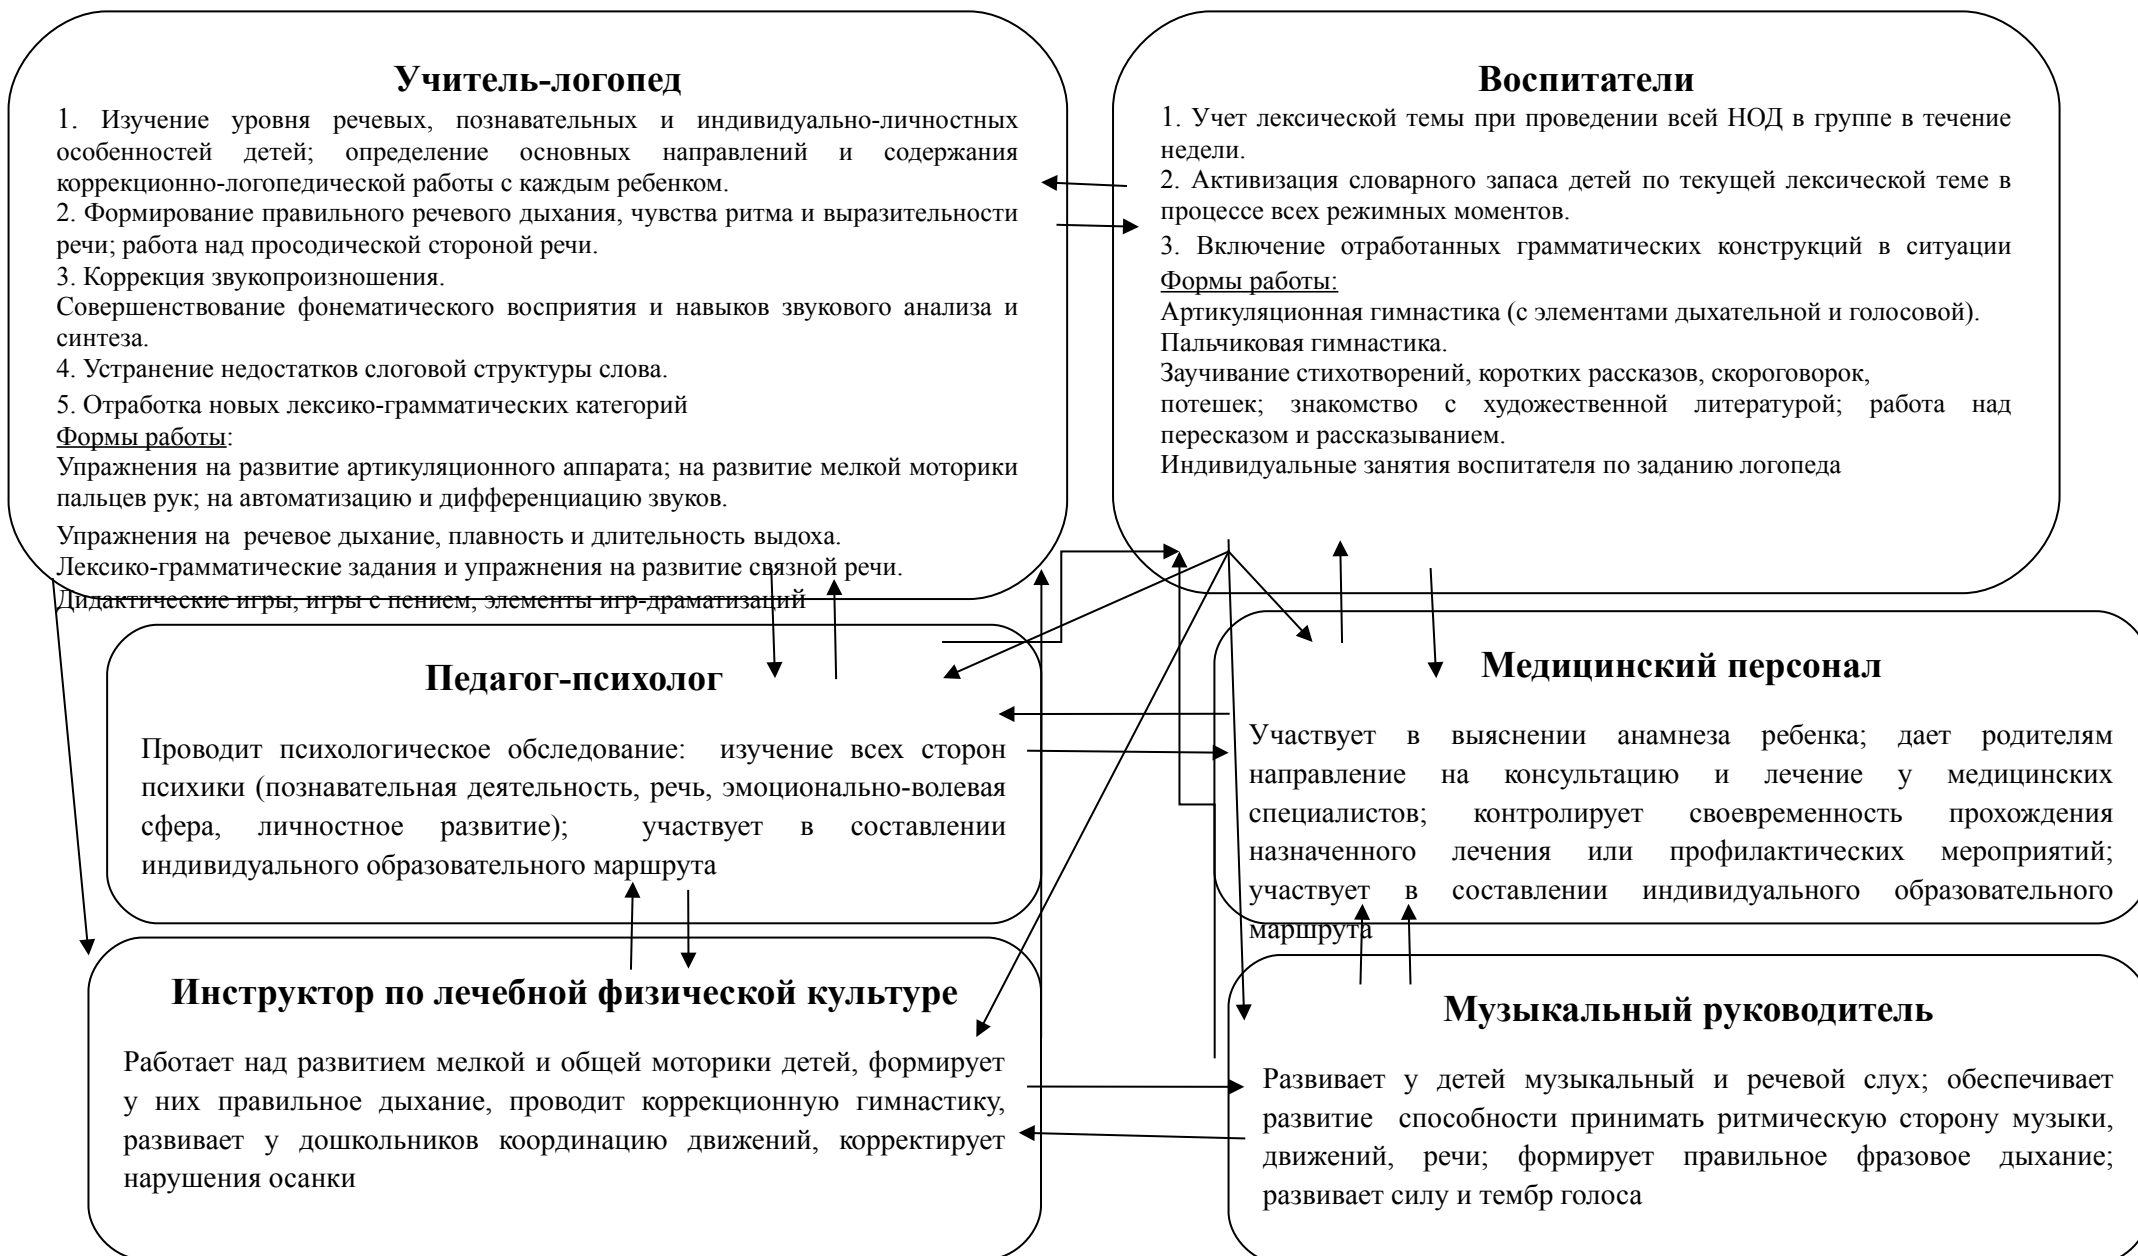 Учитель-логопед
1. Изучение уровня речевых, познавательных и индивидуально-личностных
особенностей детей; определение основных направлений и содержания
коррекционно-логопедической работы с каждым ребенком.
2. Формирование правильного речевого дыхания, чувства ритма и выразительности
речи; работа над просодической стороной речи.
3. Коррекция звукопроизношения.
Совершенствование фонематического восприятия и навыков звукового анализа и
синтеза.
4. Устранение недостатков слоговой структуры слова.
5. Отработка новых лексико-грамматических категорий
Формы работы:
Упражнения на развитие артикуляционного аппарата; на развитие мелкой моторики
пальцев рук; на автоматизацию и дифференциацию звуков.
Упражнения на речевое дыхание, плавность и длительность выдоха.
Лексико-грамматические задания и упражнения на развитие связной речи.
Дидактические игры, игры с пением, элементы игр-драматизаций
Воспитатели
1. Учет лексической темы при проведении всей НОД в группе в течение
недели.
2. Активизация словарного запаса детей по текущей лексической теме в
процессе всех режимных моментов.
3. Включение отработанных грамматических конструкций в ситуации
Формы работы:
Артикуляционная гимнастика (с элементами дыхательной и голосовой).
Пальчиковая гимнастика.
Заучивание стихотворений, коротких рассказов, скороговорок,
потешек; знакомство с художественной литературой; работа над
пересказом и рассказыванием.
Индивидуальные занятия воспитателя по заданию логопеда
Педагог-психолог
Проводит психологическое обследование: изучение всех сторон
психики (познавательная деятельность, речь, эмоционально-волевая
сфера, личностное развитие); участвует в составлении
индивидуального образовательного маршрута
Медицинский персонал
Участвует в выяснении анамнеза ребенка; дает родителям
направление на консультацию и лечение у медицинских
специалистов; контролирует своевременность прохождения
назначенного лечения или профилактических мероприятий;
участвует в составлении индивидуального образовательного
маршрута
Инструктор по лечебной физической культуре
Работает над развитием мелкой и общей моторики детей, формирует
у них правильное дыхание, проводит коррекционную гимнастику,
развивает у дошкольников координацию движений, корректирует
нарушения осанки
Музыкальный руководитель
Развивает у детей музыкальный и речевой слух; обеспечивает
развитие способности принимать ритмическую сторону музыки,
движений, речи; формирует правильное фразовое дыхание;
развивает силу и тембр голоса